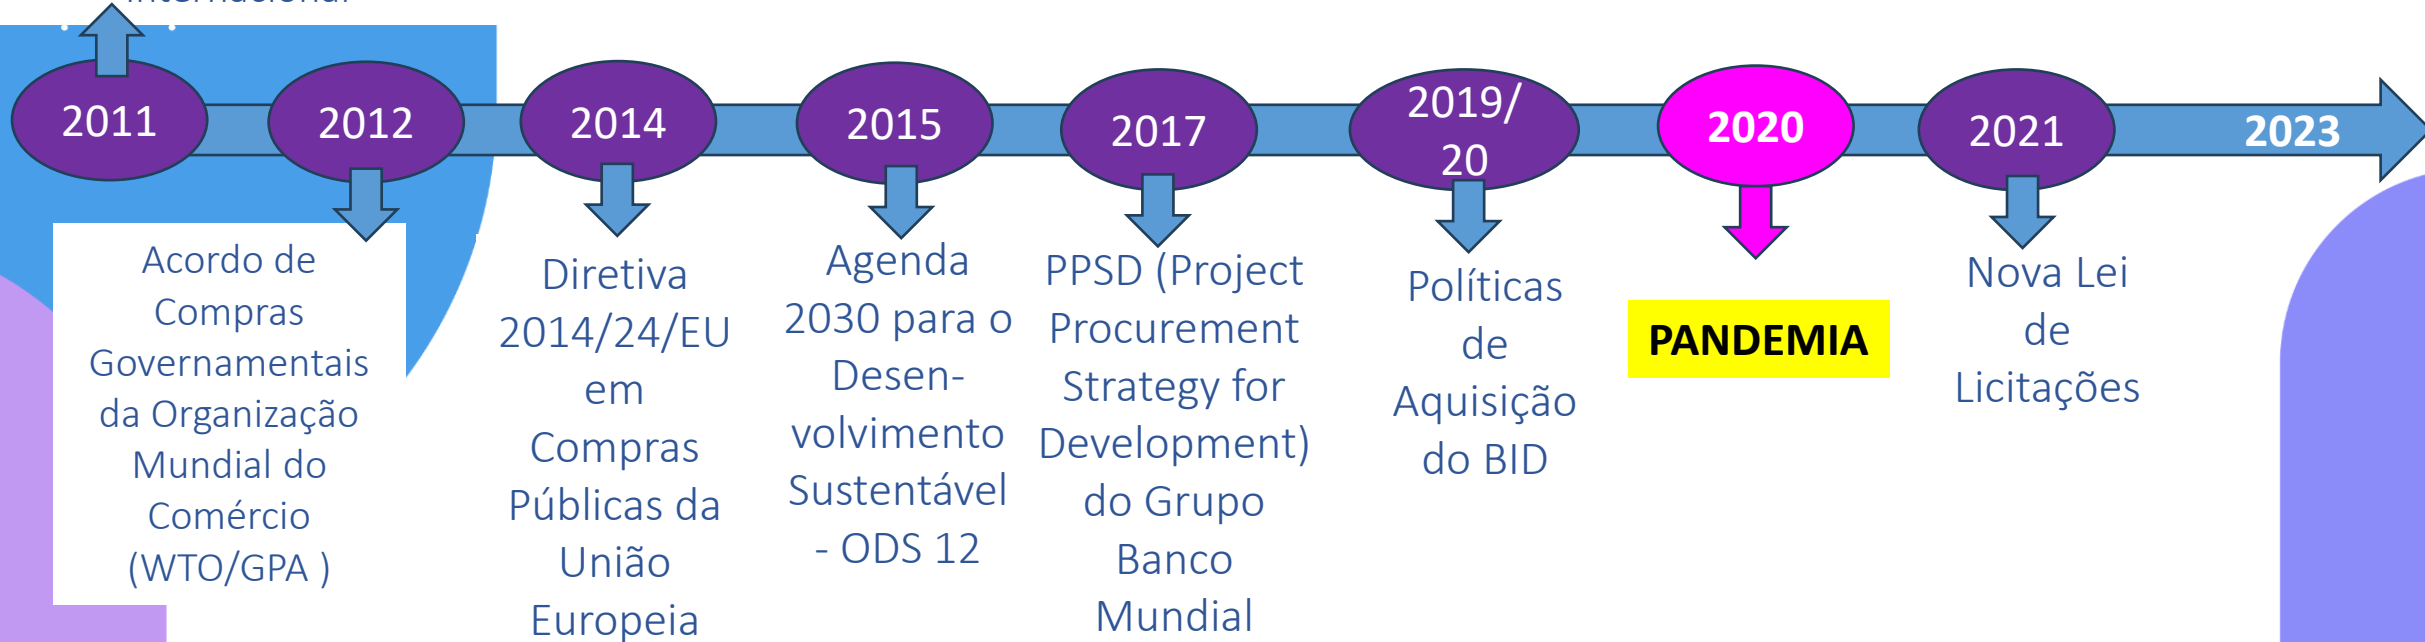 internacional
2011
2012
2014
2015
2017
2019/
20
2020
2021
2023
Acordo de
Compras
Governamentais
da Organização
Mundial do
Comércio
(WTO/GPA )
Diretiva
2014/24/EU
em
Compras
Públicas da
União
Europeia
Agenda
2030 para o
Desen-
volvimento
Sustentável
- ODS 12
PPSD (Project
Procurement
Strategy for
Development)
do Grupo
Banco
Mundial
Políticas
de
Aquisição
do BID
PANDEMIA
Nova Lei
de
Licitações